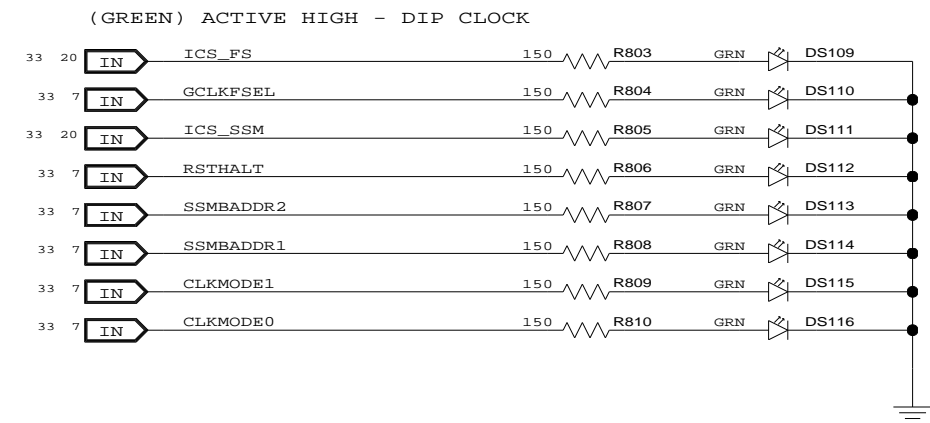 (GREEN) ACTIVE HIGH - DIP CLOCK
33 20 IN ICS_FS 150 R803 GRN DS109
33 7 IN GCLKFSEL 150 R804 GRN DS110
33 20 IN ICS_SSM 150 R805 GRN DS111
33 7 IN RSTHALT 150 R806 GRN DS112
33 7 IN SSMBADDR2 150 R807 GRN DS113
33 7 IN SSMBADDR1 150 R808 GRN DS114
33 7 IN CLKMODE1 150 R809 GRN DS115
33 7 IN CLKMODE0 150 R810 GRN DS116